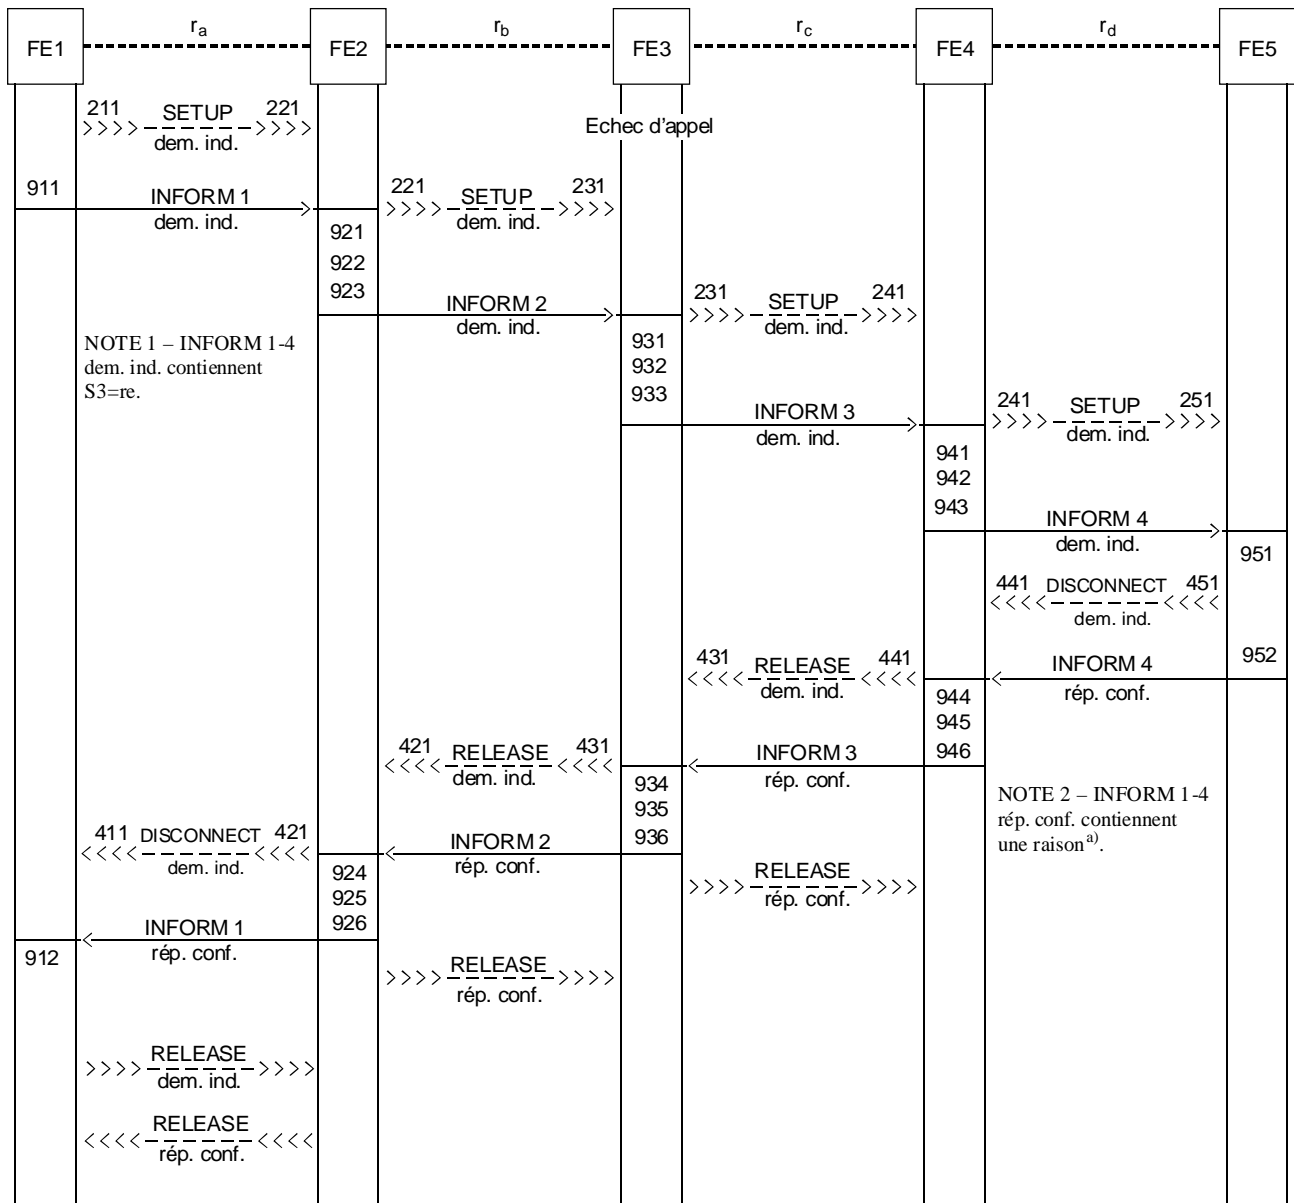 r_a r_b r_c r_d
FE1 FE2 FE3 FE4 FE5
211 SETUP 221
dem. ind.
Echec d'appel
911 INFORM 1
dem. ind.
221 SETUP 231
dem. ind.
921
922
923
INFORM 2
dem. ind.
231 SETUP 241
dem. ind.
NOTE 1 – INFORM 1-4
dem. ind. contiennent
S3=re.
931
932
933
INFORM 3
dem. ind.
241 SETUP 251
dem. ind.
941
942
943
INFORM 4
dem. ind.
951
441 DISCONNECT 451
dem. ind.
952
INFORM 4
rép. conf.
431 RELEASE 441
dem. ind.
944
945
946
INFORM 3
rép. conf.
421 RELEASE 431
dem. ind.
934
935
936
NOTE 2 – INFORM 1-4
rép. conf. contiennent
une raison a).
INFORM 2
rép. conf.
411 DISCONNECT 421
dem. ind.
RELEASE
rép. conf.
924
925
926
INFORM 1
rép. conf.
912
RELEASE
rép. conf.
RELEASE
dem. ind.
RELEASE
rép. conf.